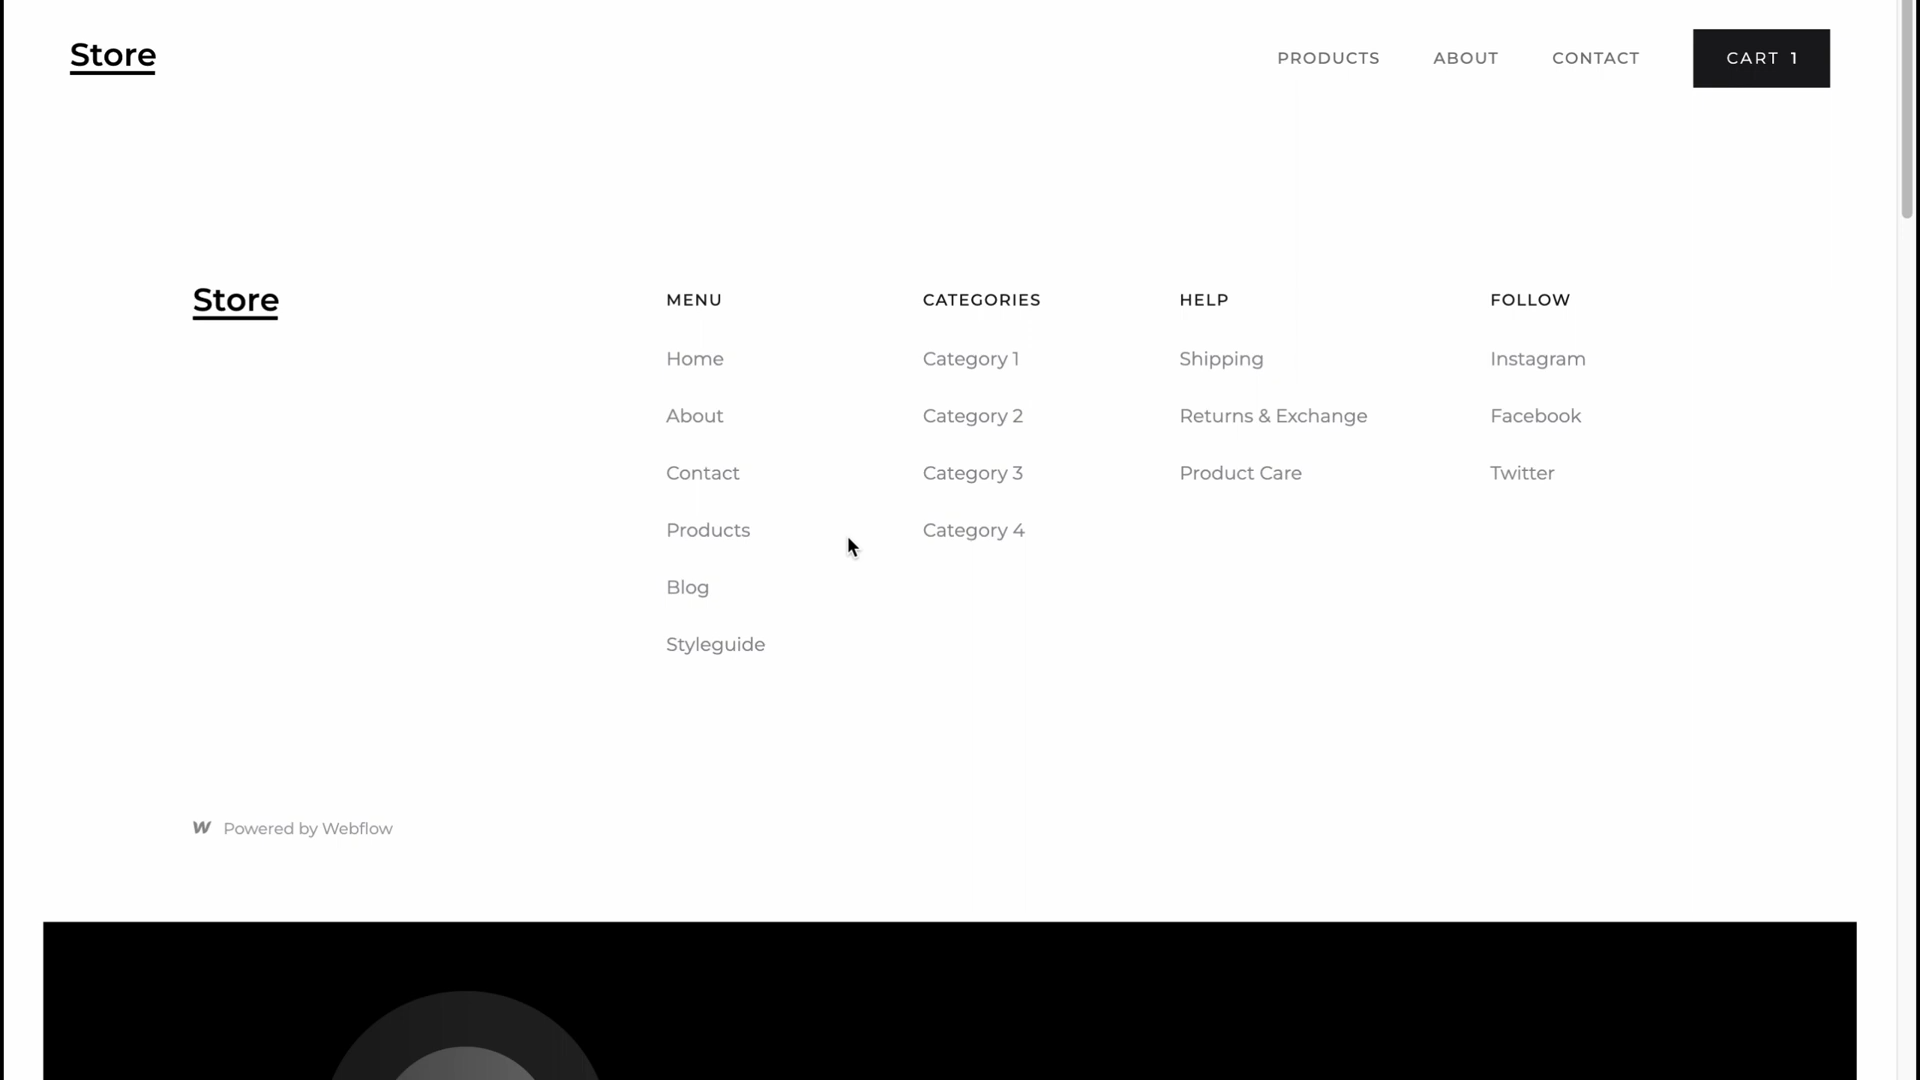 Store
PRODUCTS
ABOUT
CONTACT
CART 1
Store
MENU
Home
About
Contact
Products
Blog
Styleguide
CATEGORIES
Category 1
Category 2
Category 3
Category 4
HELP
Shipping
Returns & Exchange
Product Care
FOLLOW
Instagram
Facebook
Twitter
Powered by Webflow